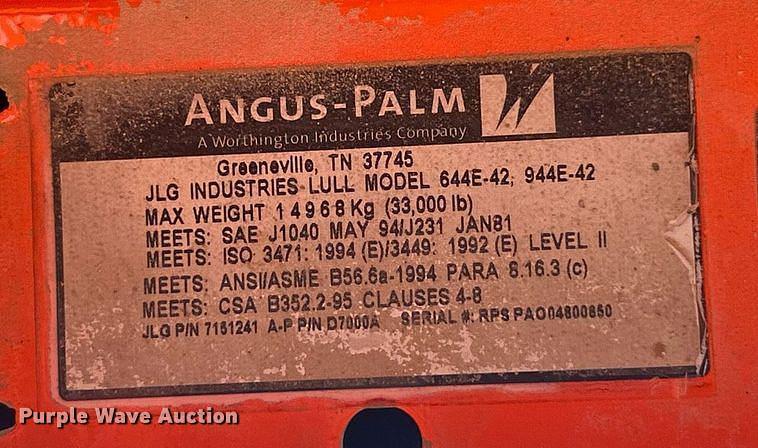 ANGUS-PALM
A Worthington Industries Company
Greeneville, TN 37745
JLG INDUSTRIES LULL MODEL 644E-42, 944E-42
MAX WEIGHT 14968Kg (33,000 lb)
MEETS: SAE J1040 MAY 94/J231 JAN81
MEETS: ISO 3471: 1994 (E)/3449: 1992 (E) LEVEL II
MEETS: ANSI/ASME B56.6a-1994 PARA 8.16.3 (c)
MEETS: CSA B352.2-95 CLAUSES 4-8
JLG P/N 7151241 A-P P/N D7000A SERIAL #: RPS PAO04800850
Purple Wave Auction